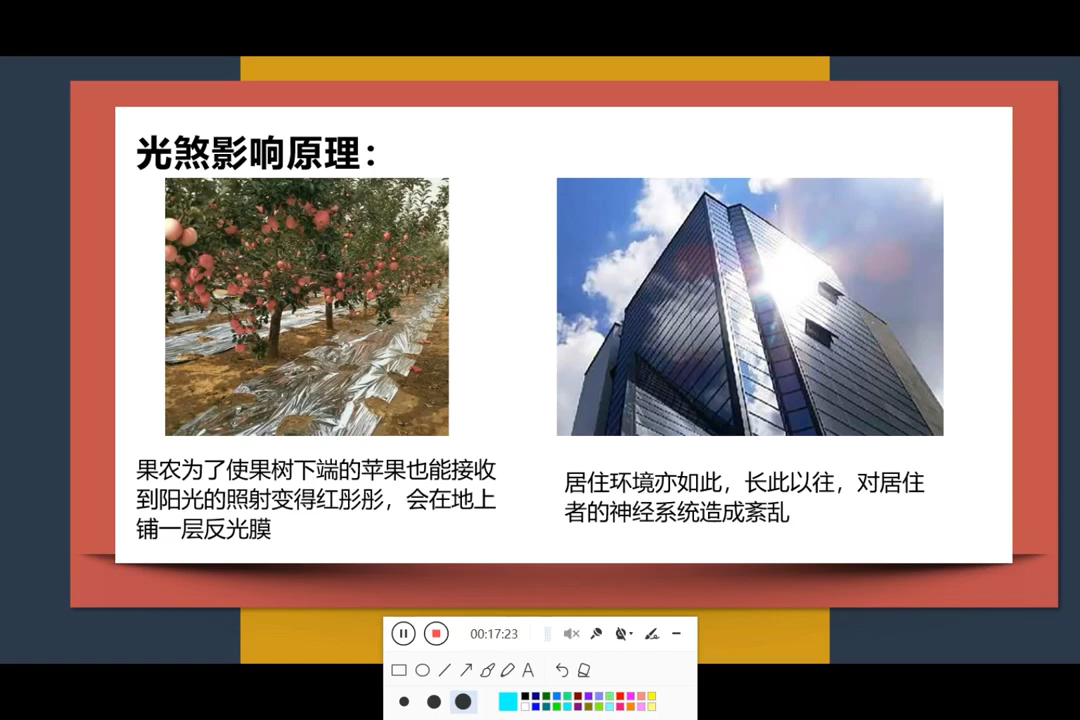 光煞影响原理：
果农为了使果树下端的苹果也能接收
到阳光的照射变得红彤彤，会在地上
铺一层反光膜
居住环境亦如此，长此以往，对居住
者的神经系统造成紊乱
00:17:23
A